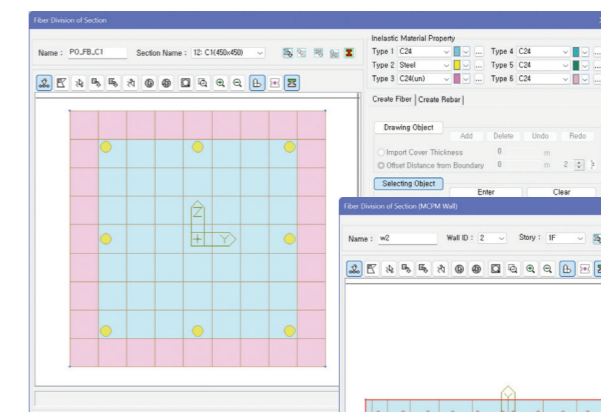 Fiber Division of Section
Name : PO_FB_C1 Section Name : 12: C1(450x450)
Inelastic Material Property
Type 1 C24 ... Type 4 C24 ...
Type 2 Steel ... Type 5 C24 ...
Type 3 C24(un) ... Type 6 C24 ...
Create Fiber Create Rebar
Drawing Object
Add Delete Undo Redo
Import Cover Thickness 0 m
Offset Distance from Boundary 0 m 2
Selecting Object
Enter Clear
Z
Y
Fiber Division of Section (MCPM Wall)
Name : w2 Wall ID : 2 Story : 1F
Y